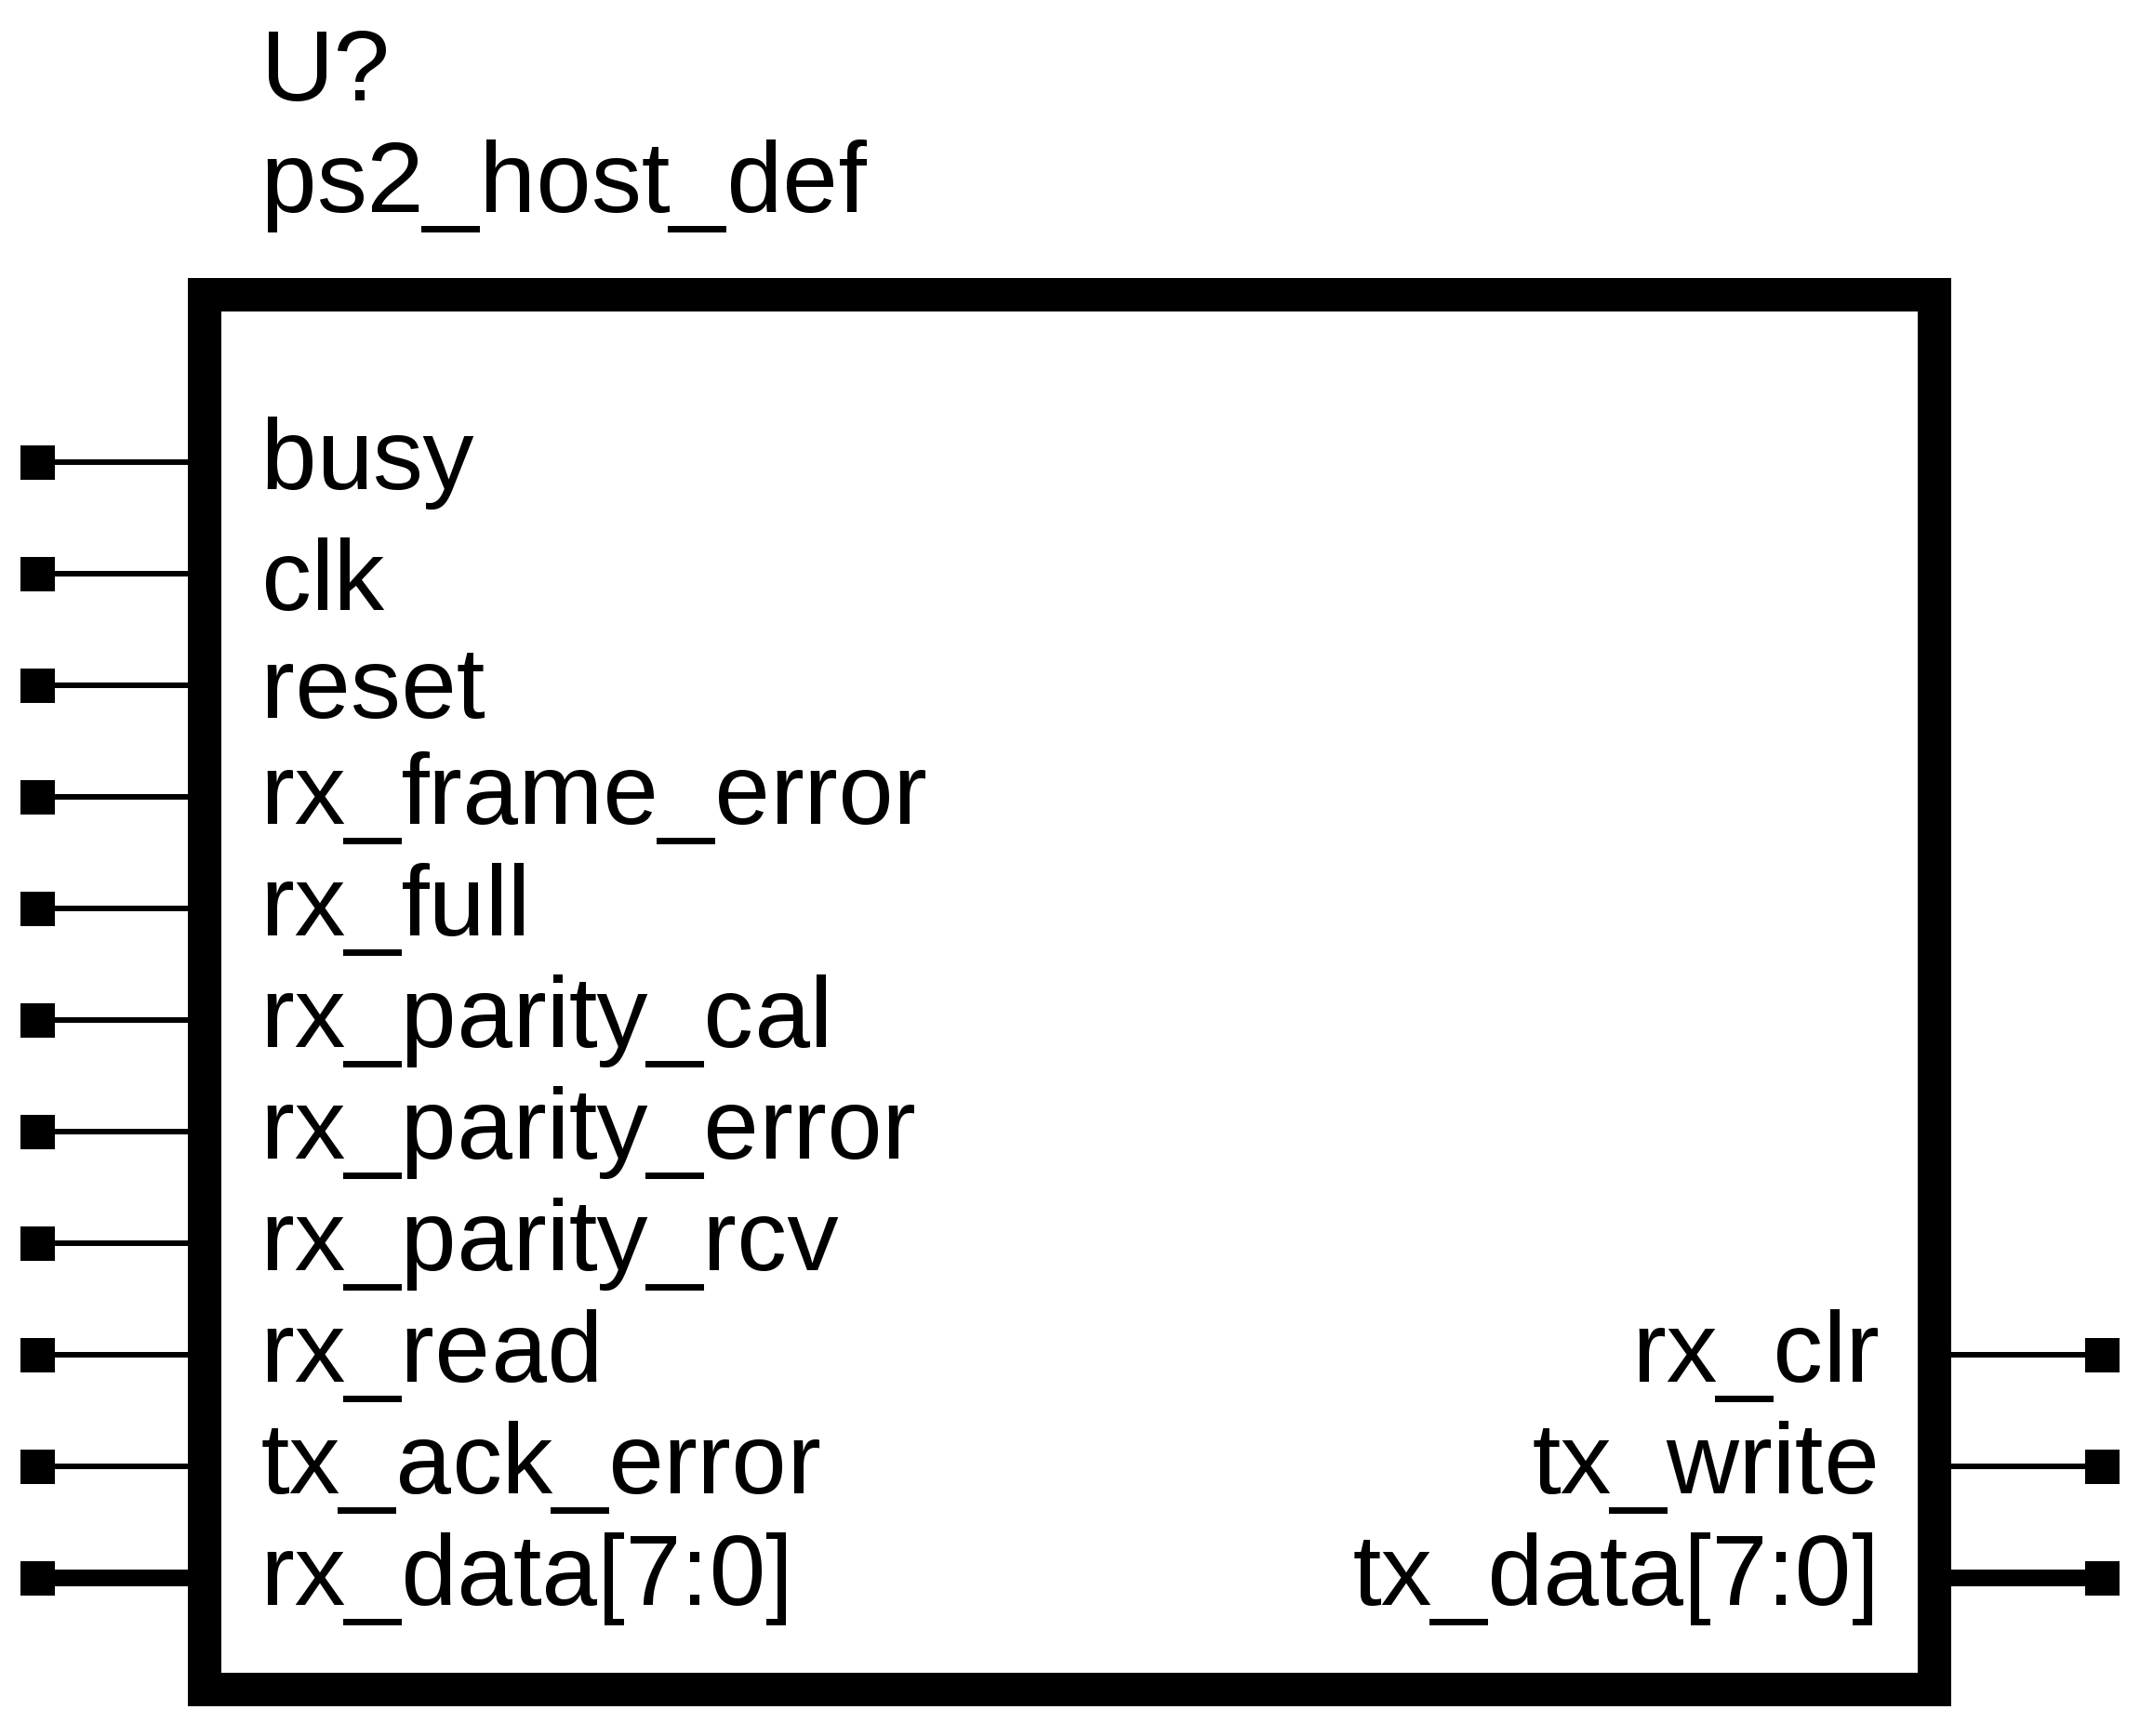 U?
ps2_host_def
busy
clk
reset
rx_frame_error
rx_full
rx_parity_cal
rx_parity_error
rx_parity_rcv
rx_read
rx_clr
tx_ack_error
tx_write
rx_data[7:0]
tx_data[7:0]